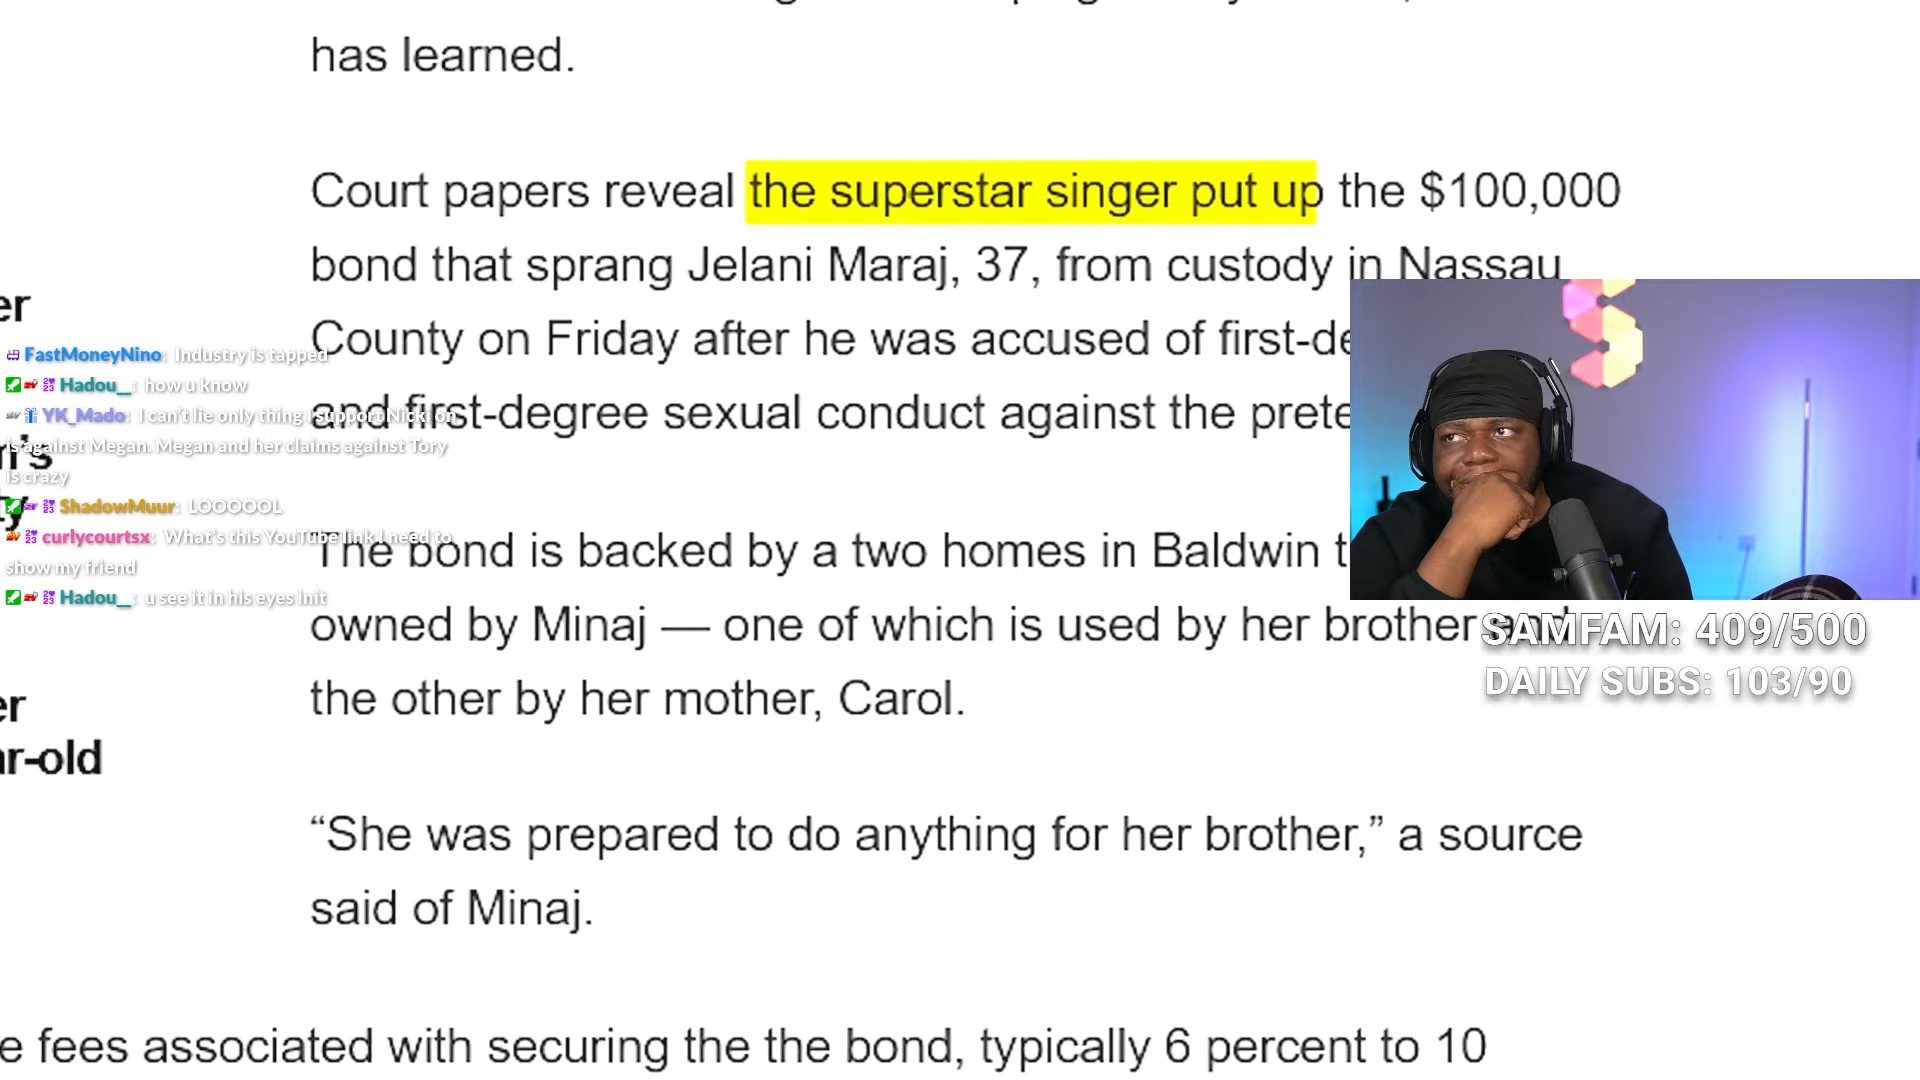 has learned.
Court papers reveal the superstar singer put up the $100,000
bond that sprang Jelani Maraj, 37, from custody in Nassau
County on Friday after he was accused of first-de
and first-degree sexual conduct against the prete
The bond is backed by a two homes in Baldwin t
owned by Minaj — one of which is used by her brother and
the other by her mother, Carol.
“She was prepared to do anything for her brother,” a source
said of Minaj.
e fees associated with securing the the bond, typically 6 percent to 10
er
n's
ty
er
ar-old
FastMoneyNino: Industry is tapped
Hadou__: how u know
YK_Mado: I can't lie only thing I support Nicki on
is against Megan. Megan and her claims against Tory
is crazy
ShadowMuur: LOOOOOL
curlycourtsx: What's this YouTube link I need to
show my friend
Hadou__: u see it in his eyes init
SAMFAM: 409/500
DAILY SUBS: 103/90